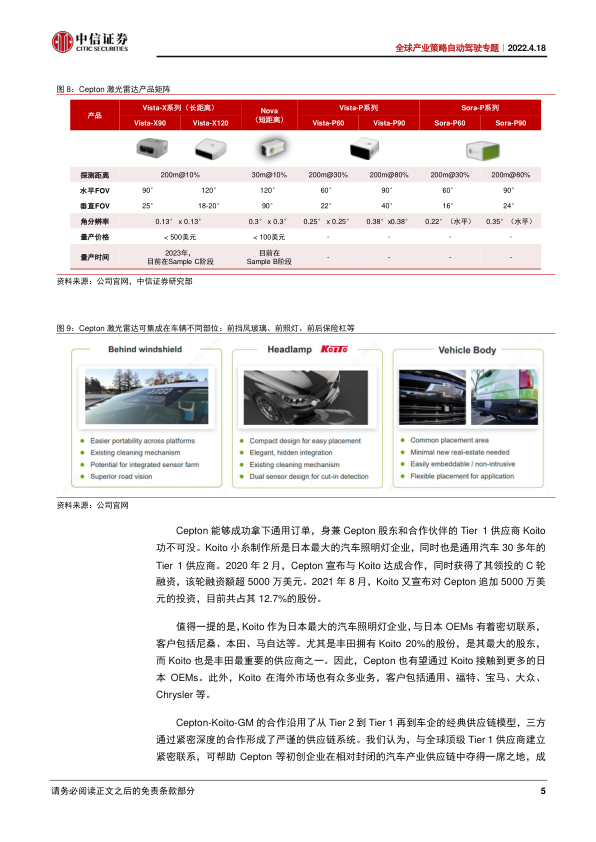 中信证券
CITIC SECURITIES
全球产业策略自动驾驶专题｜2022.4.18
图 8：Cepton 激光雷达产品矩阵
产品 Vista-X系列（长距离） Nova（短距离） Vista-P系列 Sora-P系列
Vista-X90 Vista-X120 Vista-P60 Vista-P90 Sora-P60 Sora-P90
探测距离 200m@10% 30m@10% 200m@30% 200m@80% 200m@30% 200m@80%
水平FOV 90° 120° 120° 60° 90° 60° 90°
垂直FOV 25° 18-20° 90° 22° 40° 16° 24°
角分辨率 0.13° x 0.13° 0.3° x 0.3° 0.25° x 0.25° 0.38° x0.38° 0.22°（水平） 0.35°（水平）
量产价格 < 500美元 < 100美元 - - - -
量产时间 2023年，目前在Sample C阶段 目前在Sample B阶段 - - - -
资料来源：公司官网，中信证券研究部
图 9：Cepton 激光雷达可集成在车辆不同部位：前挡风玻璃、前照灯、前后保险杠等
Behind windshield
Easier portability across platforms
Existing cleaning mechanism
Potential for integrated sensor farm
Superior road vision
Headlamp KOITO
Compact design for easy placement
Elegant, hidden integration
Existing cleaning mechanism
Dual sensor design for cut-in detection
Vehicle Body
Common placement area
Minimal new real-estate needed
Easily embeddable / non-intrusive
Flexible placement for application
资料来源：公司官网
Cepton 能够成功拿下通用订单，身兼 Cepton 股东和合作伙伴的 Tier 1 供应商 Koito
功不可没。Koito 小糸制作所是日本最大的汽车照明灯企业，同时也是通用汽车 30 多年的
Tier 1 供应商。2020 年 2 月，Cepton 宣布与 Koito 达成合作，同时获得了其领投的 C 轮
融资，该轮融资额超 5000 万美元。2021 年 8 月，Koito 又宣布对 Cepton 追加 5000 万美
元的投资，目前共占其 12.7%的股份。
值得一提的是，Koito 作为日本最大的汽车照明灯企业，与日本 OEMs 有着密切联系，
客户包括尼桑、本田、马自达等。尤其是丰田拥有 Koito 20%的股份，是其最大的股东，
而 Koito 也是丰田最重要的供应商之一。因此，Cepton 也有望通过 Koito 接触到更多的日
本 OEMs。此外，Koito 在海外市场也有众多业务，客户包括通用、福特、宝马、大众、
Chrysler 等。
Cepton-Koito-GM 的合作沿用了从 Tier 2 到 Tier 1 再到车企的经典供应链模型，三方
通过紧密深度的合作形成了严谨的供应链系统。我们认为，与全球顶级 Tier 1 供应商建立
紧密联系，可帮助 Cepton 等初创企业在相对封闭的汽车产业供应链中夺得一席之地，成
请务必阅读正文之后的免责条款部分
5